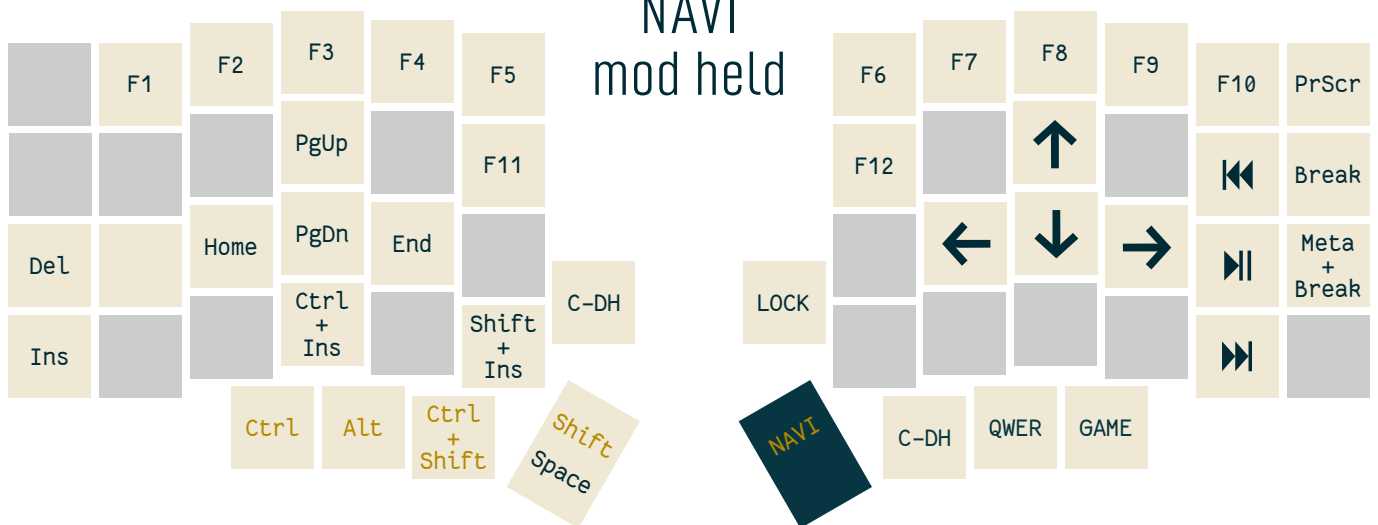 NAVI
mod held
F1
F2
F3
F4
F5
F6
F7
F8
F9
F10
PrScr
PgUp
F11
F12
Break
Del
Home
PgDn
End
Meta
+
Break
Ins
Ctrl
+
Ins
Shift
+
Ins
C-DH
LOCK
Ctrl
Alt
Ctrl
+
Shift
Shift
Space
NAVI
C-DH
QWER
GAME